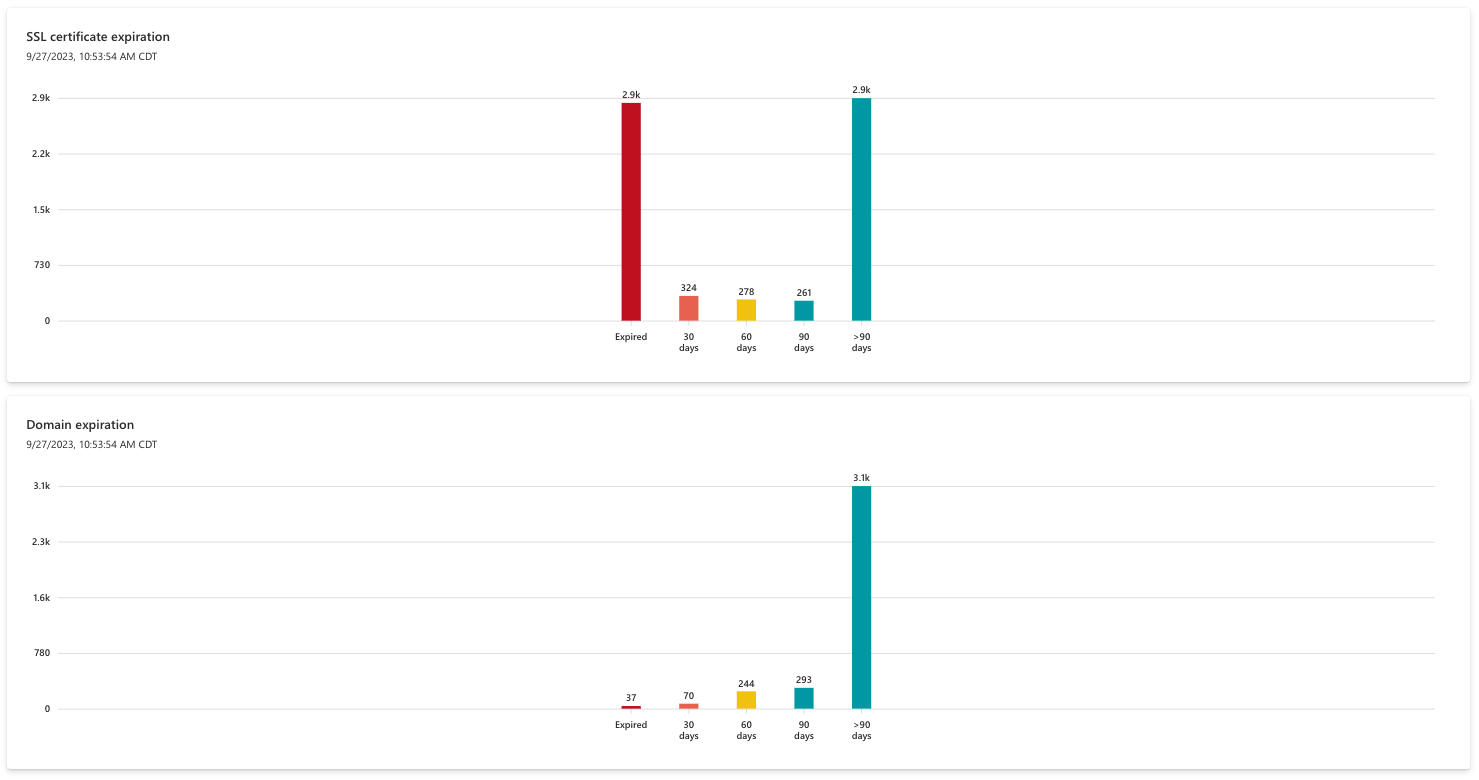 SSL certificate expiration
9/27/2023, 10:53:54 AM CDT
2.9k
2.2k
1.5k
730
0
2.9k
324
278
261
2.9k
Expired
30
days
60
days
90
days
>90
days
Domain expiration
9/27/2023, 10:53:54 AM CDT
3.1k
2.3k
1.6k
780
0
37
70
244
293
3.1k
Expired
30
days
60
days
90
days
>90
days